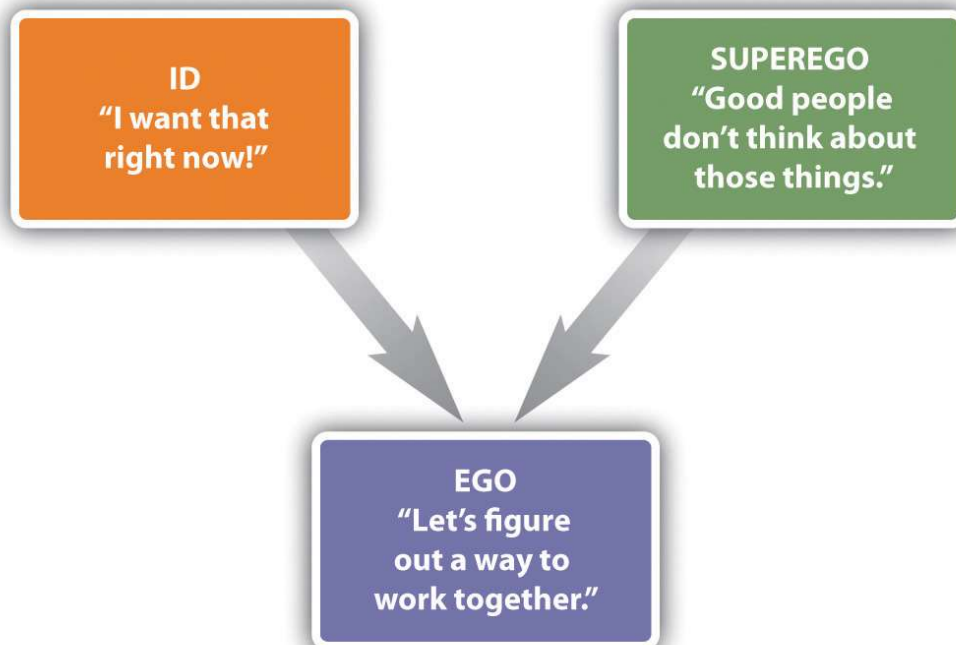 ID
“I want that
right now!”
SUPEREGO
“Good people
don’t think about
those things.”
EGO
“Let’s figure
out a way to
work together.”